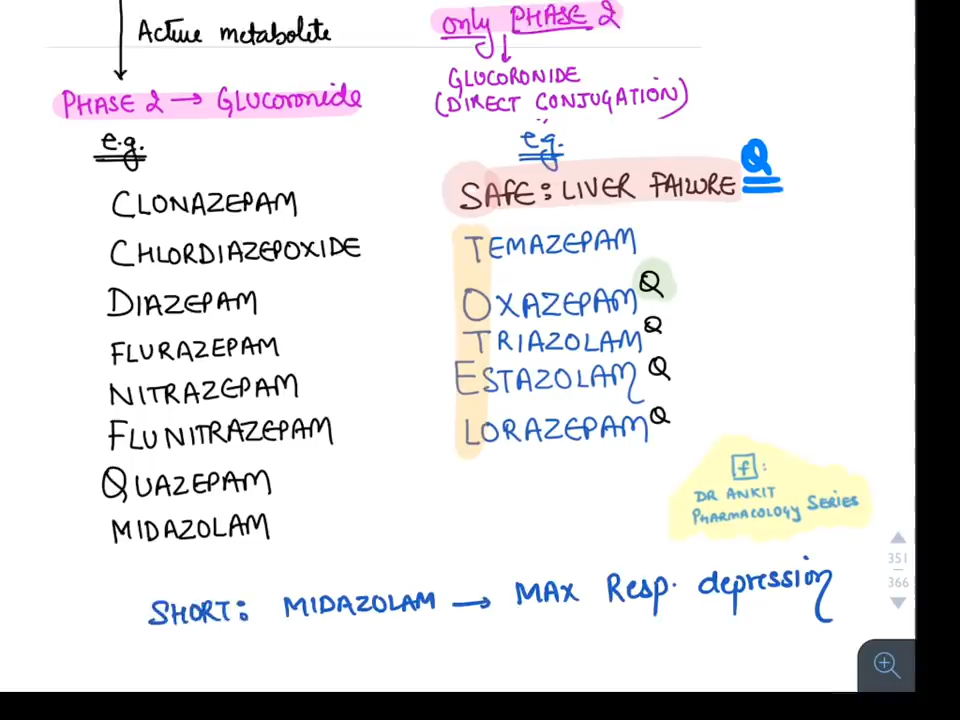 Active metabolite
PHASE 2 → GLUCORONIDE
e.g.
CLONAZEPAM
CHLORDIAZEPOXIDE
DIAZEPAM
FLURAZEPAM
NITRAZEPAM
FLUNITRAZEPAM
QUAZEPAM
MIDAZOLAM
only PHASE 2
GLUCORONIDE
(DIRECT CONJUGATION)
e.g.
SAFE: LIVER FAILURE Q
TEMAZEPAM
OXAZEPAM Q
TRIAZOLAM Q
ESTAZOLAM Q
LORAZEPAM Q
f:
DR ANKIT
PHARMACOLOGY SERIES
351
366
SHORT: MIDAZOLAM → MAX Resp. depression